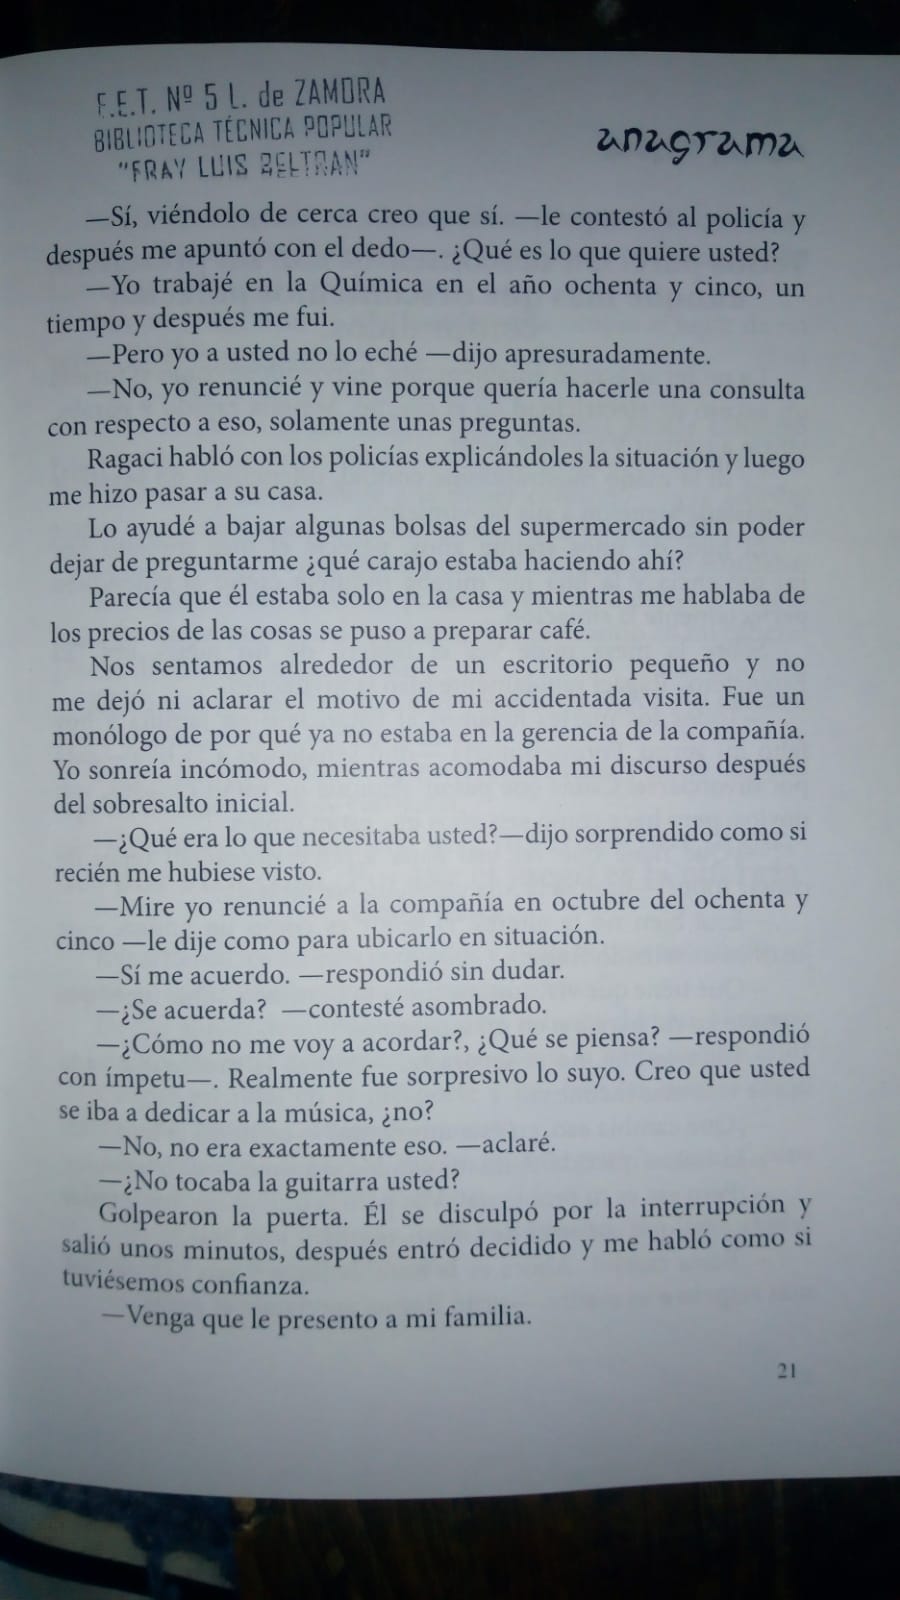 F.E.T. Nº 5 L. de ZAMORA
BIBLIOTECA TÉCNICA POPULAR
"FRAY LUIS BELTRAN"
anagrama
—Sí, viéndolo de cerca creo que sí. —le contestó al policía y
después me apuntó con el dedo—. ¿Qué es lo que quiere usted?
—Yo trabajé en la Química en el año ochenta y cinco, un
tiempo y después me fui.
—Pero yo a usted no lo eché —dijo apresuradamente.
—No, yo renuncié y vine porque quería hacerle una consulta
con respecto a eso, solamente unas preguntas.
Ragaci habló con los policías explicándoles la situación y luego
me hizo pasar a su casa.
Lo ayudé a bajar algunas bolsas del supermercado sin poder
dejar de preguntarme ¿qué carajo estaba haciendo ahí?
Parecía que él estaba solo en la casa y mientras me hablaba de
los precios de las cosas se puso a preparar café.
Nos sentamos alrededor de un escritorio pequeño y no
me dejó ni aclarar el motivo de mi accidentada visita. Fue un
monólogo de por qué ya no estaba en la gerencia de la compañía.
Yo sonreía incómodo, mientras acomodaba mi discurso después
del sobresalto inicial.
—¿Qué era lo que necesitaba usted?—dijo sorprendido como si
recién me hubiese visto.
—Mire yo renuncié a la compañía en octubre del ochenta y
cinco —le dije como para ubicarlo en situación.
—Sí me acuerdo. —respondió sin dudar.
—¿Se acuerda? —contesté asombrado.
—¿Cómo no me voy a acordar?, ¿Qué se piensa? —respondió
con ímpetu—. Realmente fue sorpresivo lo suyo. Creo que usted
se iba a dedicar a la música, ¿no?
—No, no era exactamente eso. —aclaré.
—¿No tocaba la guitarra usted?
Golpearon la puerta. Él se disculpó por la interrupción y
salió unos minutos, después entró decidido y me habló como si
tuviésemos confianza.
—Venga que le presento a mi familia.
21